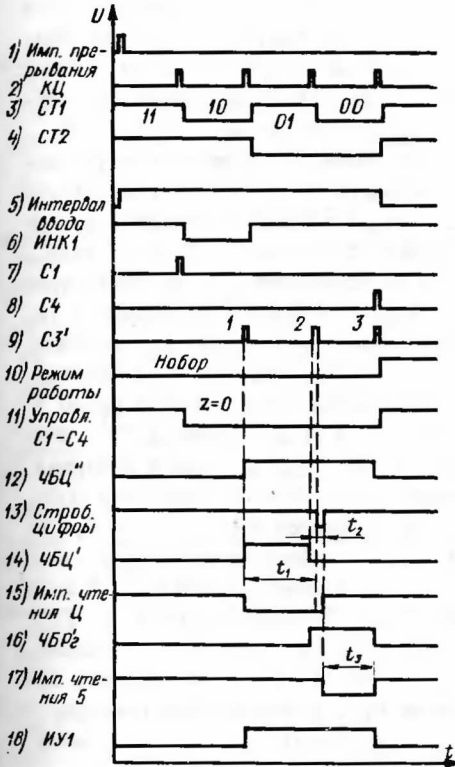 U
1) Имп. пре-
рывания
2) КЦ
3) СТ1
11 10 01 00
4) СТ2
5) Интервал
ввода
6) ИНК1
7) С1
8) С4
9) С3'
1 2 3
10) Режим
работы
Набор
11) Управл.
С1-С4
z=0
12) ЧБЦ"
13) Строб.
цифры
t₂
14) ЧБЦ'
t₁
15) Имп. чте-
ния Ц
16) ЧБРг'
17) Имп. чте-
ния Б
t₃
18) ИУ1
t